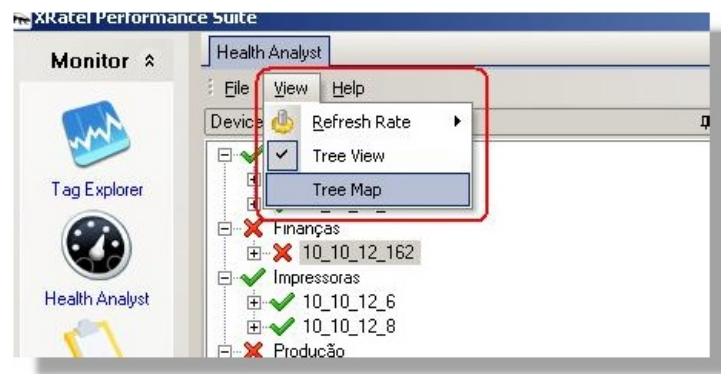 XRatel Performance Suite
Monitor
Health Analyst
File View Help
Device
Refresh Rate
Tree View
Tree Map
Tag Explorer
Finanças
10_10_12_162
Health Analyst
Impressoras
10_10_12_6
10_10_12_8
Produção